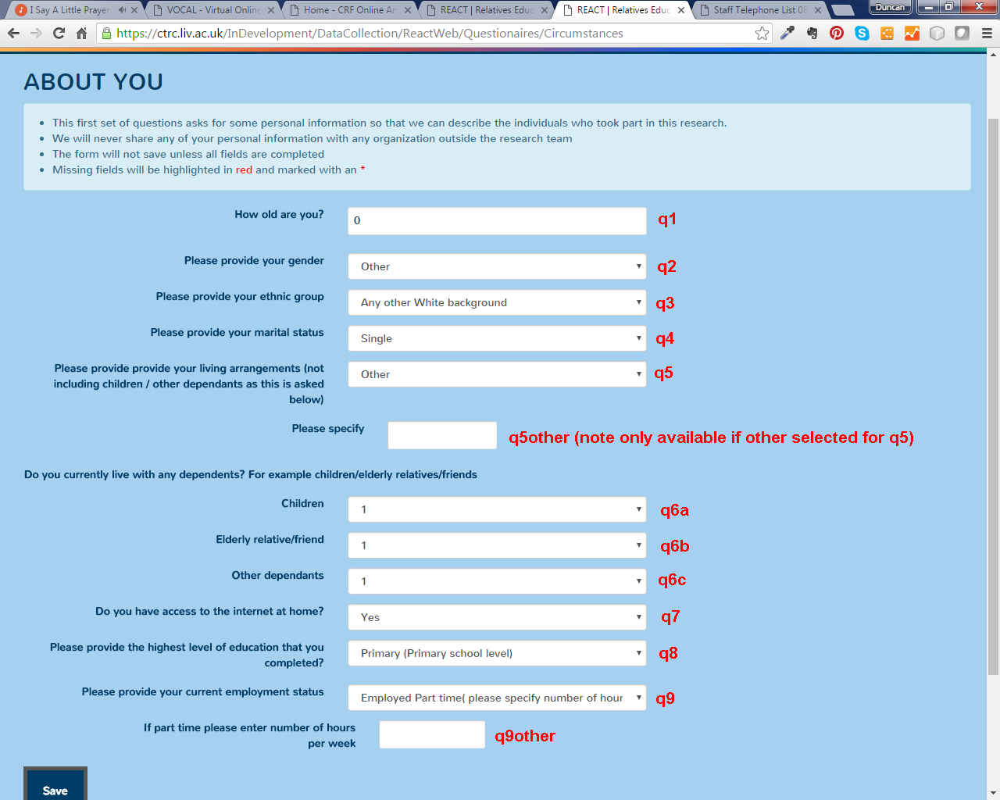 I Say A Little Prayer
VOCAL - Virtual Online
Home - CRF Online An
REACT | Relatives Educ
REACT | Relatives Educ
Staff Telephone List 08
Duncan
https://ctrc.liv.ac.uk/InDevelopment/DataCollection/ReactWeb/Questionaires/Circumstances
ABOUT YOU
This first set of questions asks for some personal information so that we can describe the individuals who took part in this research.
We will never share any of your personal information with any organization outside the research team
The form will not save unless all fields are completed
Missing fields will be highlighted in red and marked with an *
How old are you? 0 q1
Please provide your gender Other q2
Please provide your ethnic group Any other White background q3
Please provide your marital status Single q4
Please provide provide your living arrangements (not Other q5
including children / other dependants as this is asked
below)
Please specify q5other (note only available if other selected for q5)
Do you currently live with any dependents? For example children/elderly relatives/friends
Children 1 q6a
Elderly relative/friend 1 q6b
Other dependants 1 q6c
Do you have access to the internet at home? Yes q7
Please provide the highest level of education that you Primary (Primary school level) q8
completed?
Please provide your current employment status Employed Part time( please specify number of hour q9
If part time please enter number of hours q9other
per week
Save